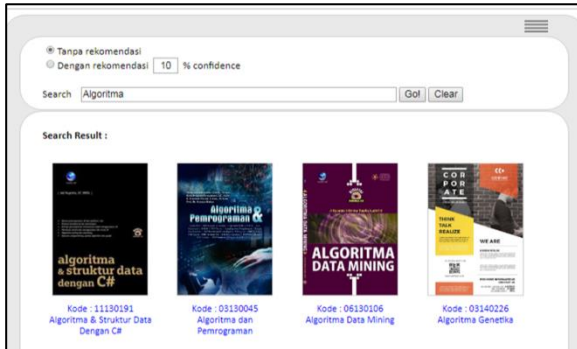 Tanpa rekomendasi
Dengan rekomendasi 10 % confidence
Search Algoritma Go! Clear
Search Result :
algoritma
& struktur data
dengan C#
Algoritma &
Pemrograman
ALGORITMA
DATA MINING
COR
POR
ATE
THINK
TALK
REALIZE
WE ARE
Kode : 11130191
Algoritma & Struktur Data
Dengan C#
Kode : 03130045
Algoritma dan
Pemrograman
Kode : 06130106
Algoritma Data Mining
Kode : 03140226
Algoritma Genetika